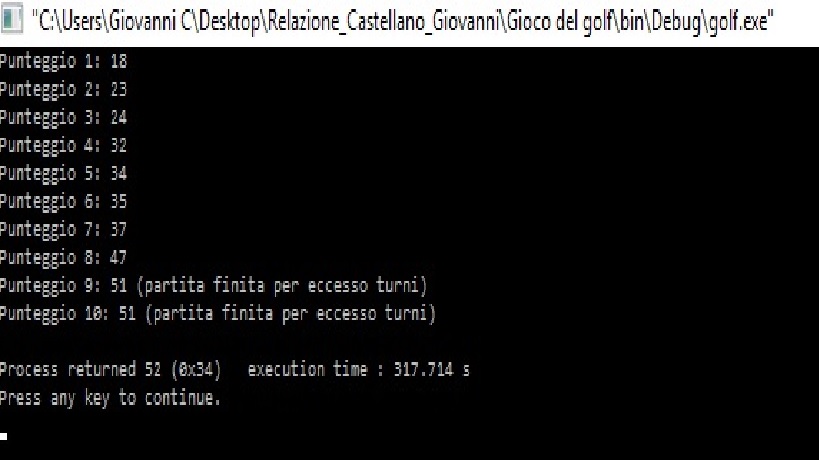 "C:\Users\Giovanni C\Desktop\Relazione_Castellano_Giovanni\Gioco del golf\bin\Debug\golf.exe"
Punteggio 1: 18
Punteggio 2: 23
Punteggio 3: 24
Punteggio 4: 32
Punteggio 5: 34
Punteggio 6: 35
Punteggio 7: 37
Punteggio 8: 47
Punteggio 9: 51 (partita finita per eccesso turni)
Punteggio 10: 51 (partita finita per eccesso turni)
Process returned 52 (0x34)   execution time : 317.714 s
Press any key to continue.